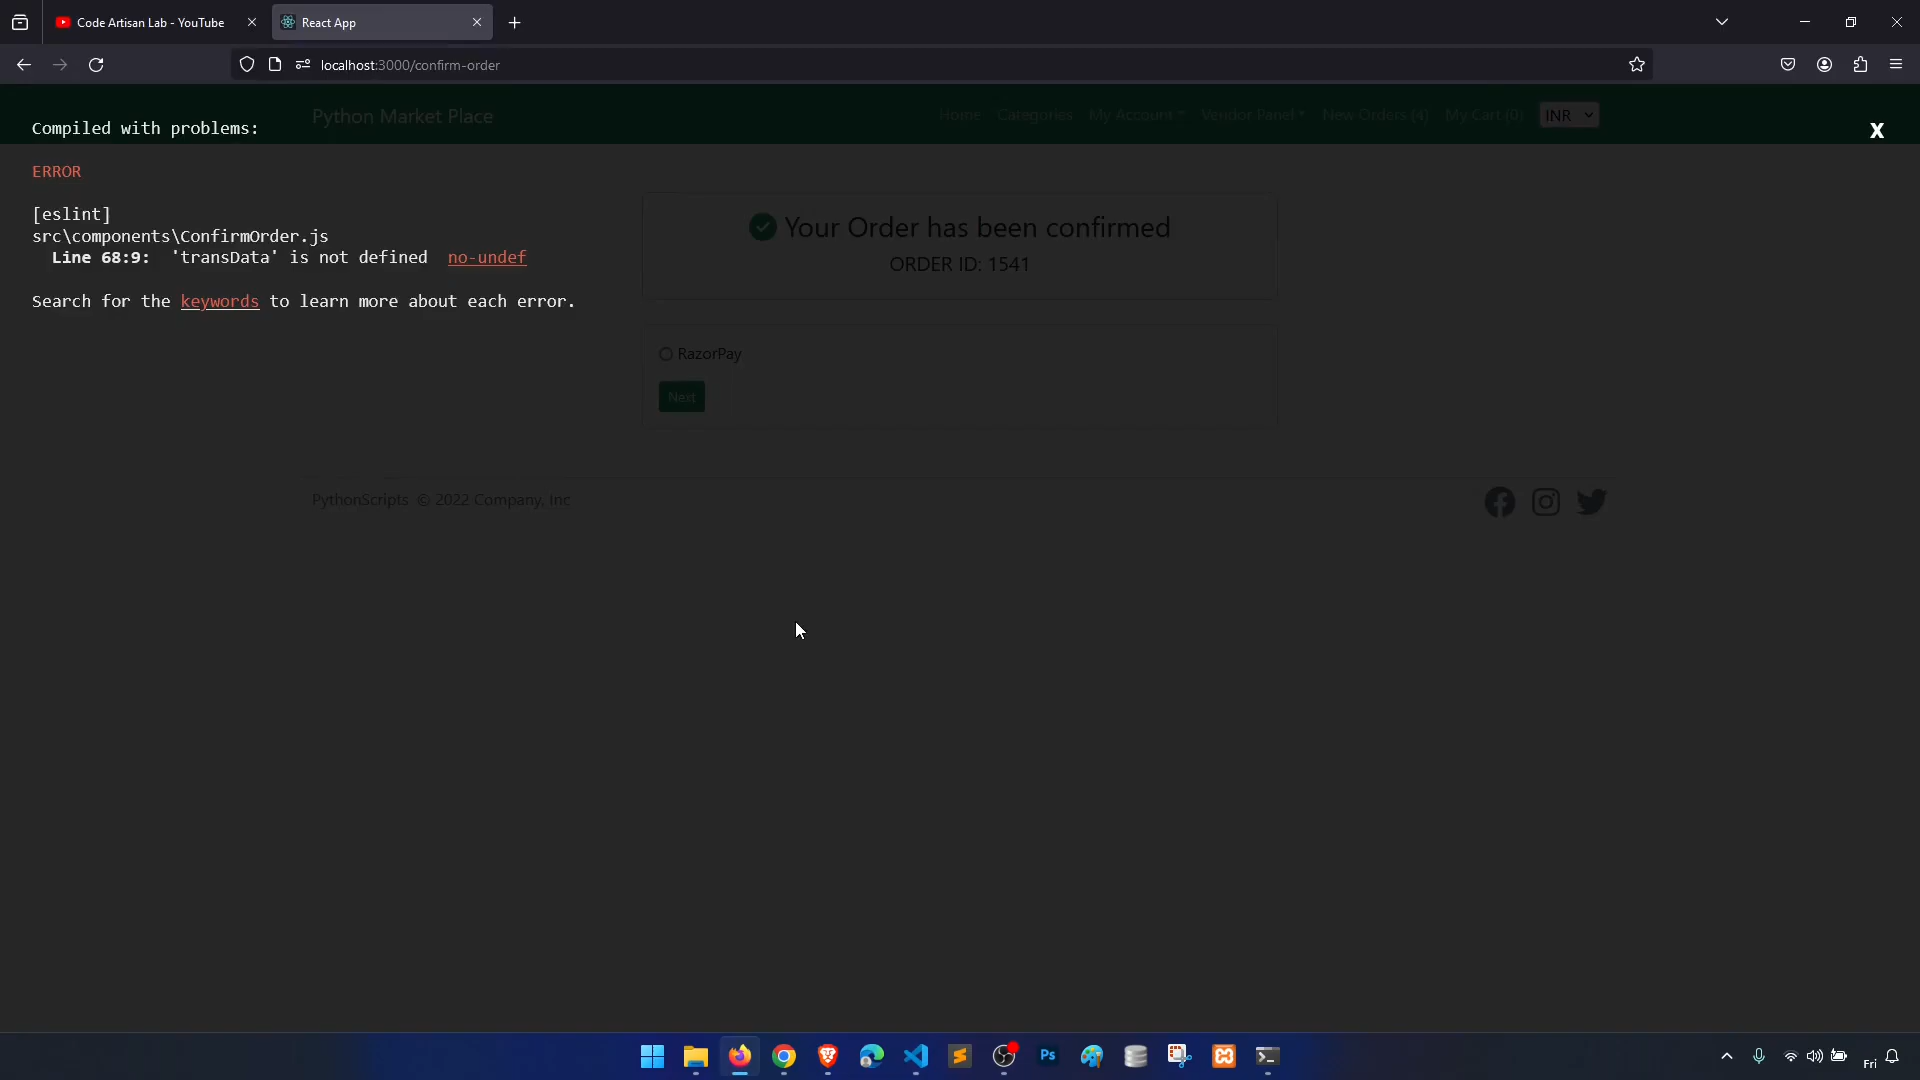 Code Artisan Lab - YouTube
React App
localhost:3000/confirm-order
Python Market Place
Home
Categories
My Account
Vendor Panel
New Orders (4)
My Cart (0)
INR
Compiled with problems:
X
ERROR
[eslint]
src\components\ConfirmOrder.js
Line 68:9: 'transData' is not defined no-undef
Search for the keywords to learn more about each error.
Your Order has been confirmed
ORDER ID: 1541
RazorPay
Next
PythonScripts © 2022 Company, Inc
Ps
Fri